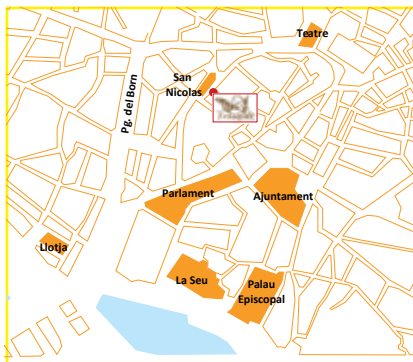 Teatre
San
Nicolas
Pg. del Born
Parlament
Ajuntament
Llotja
La Seu
Palau
Episcopal